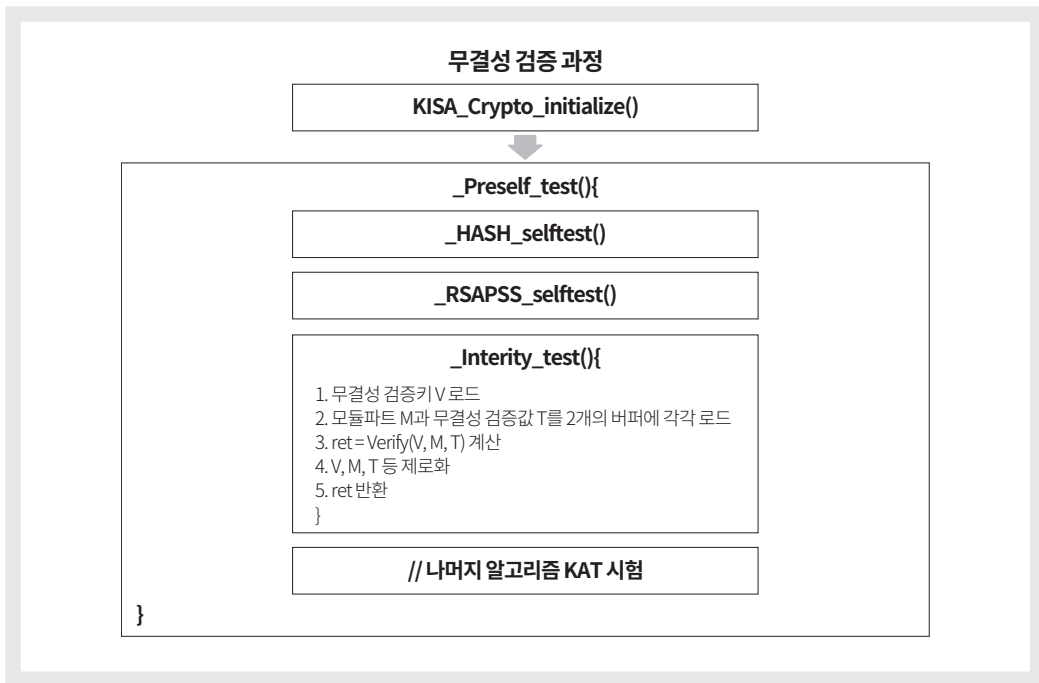 무결성 검증 과정
KISA_Crypto_initialize()
_Preself_test(){
_HASH_selftest()
_RSAPSS_selftest()
_Interity_test(){
1. 무결성 검증키 V 로드
2. 모듈파트 M과 무결성 검증값 T를 2개의 버퍼에 각각 로드
3. ret = Verify(V, M, T) 계산
4. V, M, T 등 제로화
5. ret 반환
}
// 나머지 알고리즘 KAT 시험
}